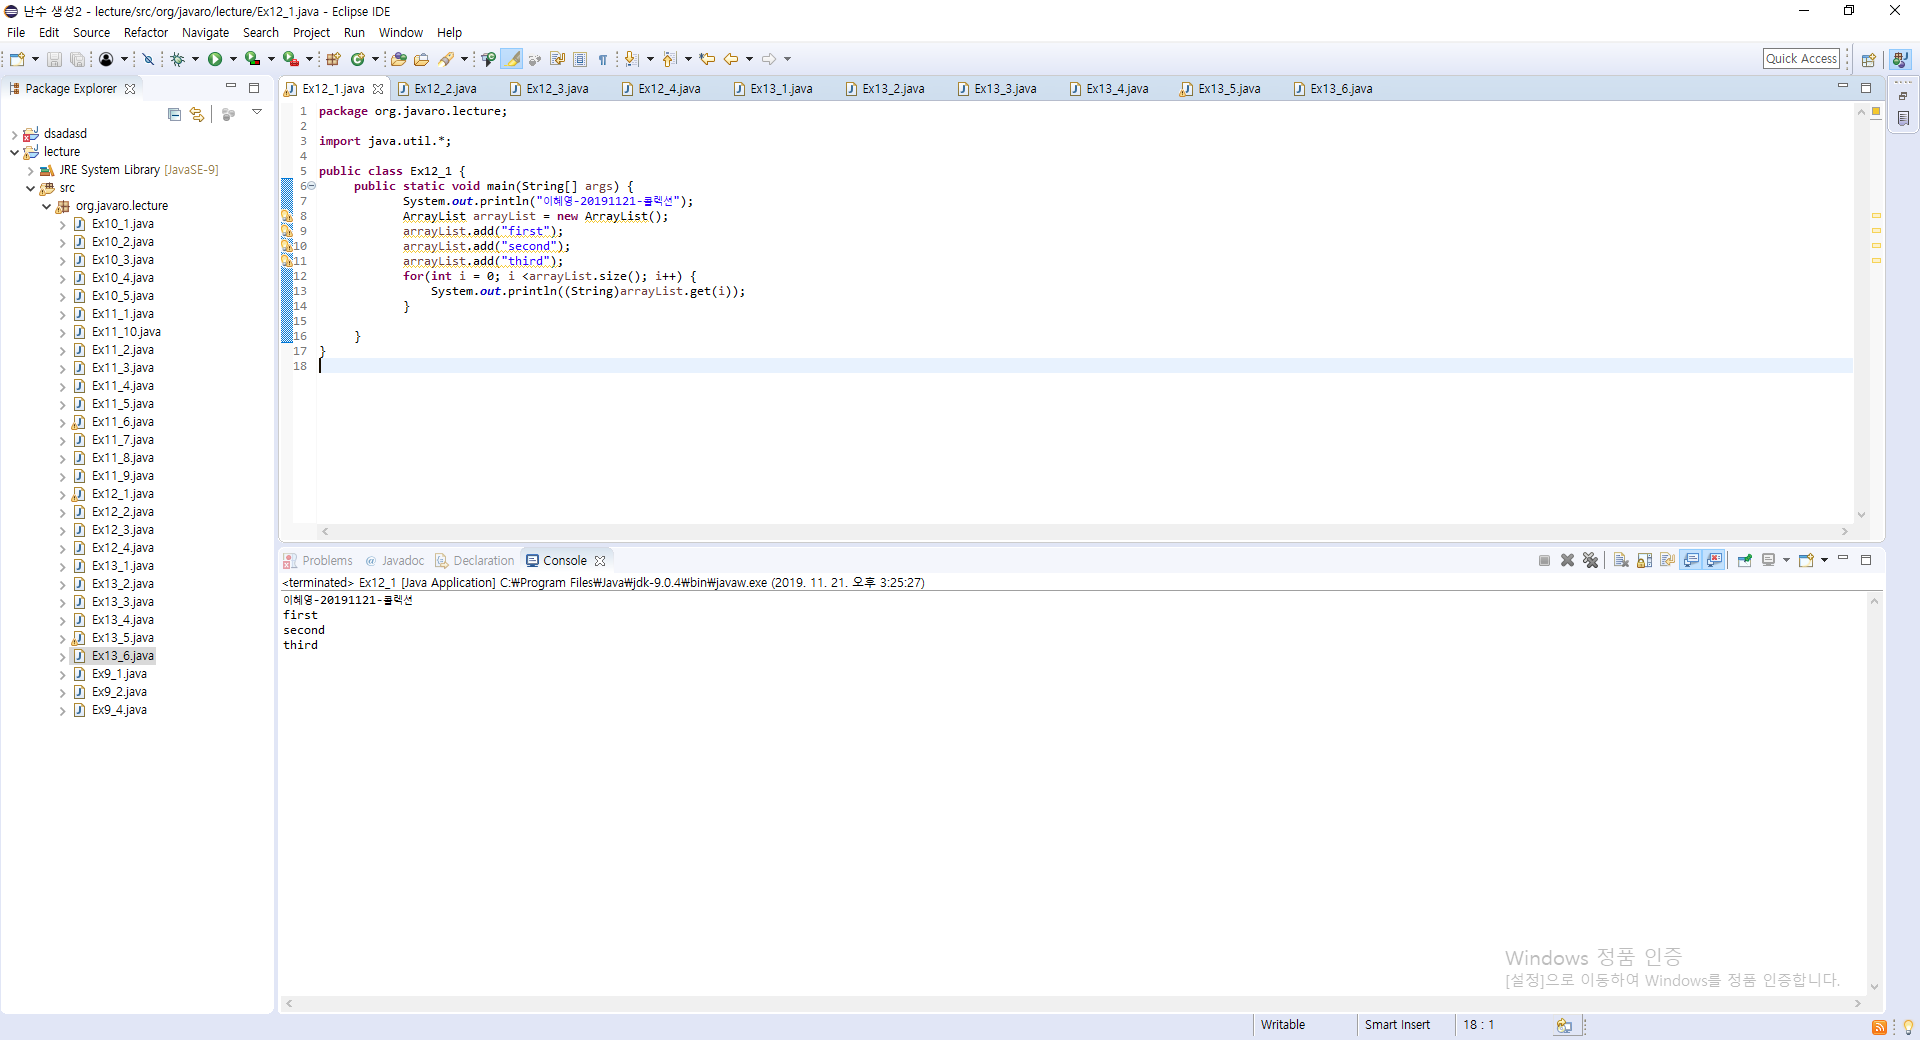 난수 생성2 - lecture/src/org/javaro/lecture/Ex12_1.java - Eclipse IDE
File Edit Source Refactor Navigate Search Project Run Window Help
Quick Access
Package Explorer
dsadasd
lecture
JRE System Library [JavaSE-9]
src
org.javaro.lecture
Ex10_1.java
Ex10_2.java
Ex10_3.java
Ex10_4.java
Ex10_5.java
Ex11_1.java
Ex11_10.java
Ex11_2.java
Ex11_3.java
Ex11_4.java
Ex11_5.java
Ex11_6.java
Ex11_7.java
Ex11_8.java
Ex11_9.java
Ex12_1.java
Ex12_2.java
Ex12_3.java
Ex12_4.java
Ex13_1.java
Ex13_2.java
Ex13_3.java
Ex13_4.java
Ex13_5.java
Ex13_6.java
Ex9_1.java
Ex9_2.java
Ex9_4.java
Ex12_1.java Ex12_2.java Ex12_3.java Ex12_4.java Ex13_1.java Ex13_2.java Ex13_3.java Ex13_4.java Ex13_5.java Ex13_6.java
1 package org.javaro.lecture;
2
3 import java.util.*;
4
5 public class Ex12_1 {
6 public static void main(String[] args) {
7 System.out.println("이혜영-20191121-콜렉션");
8 ArrayList arrayList = new ArrayList();
9 arrayList.add("first");
10 arrayList.add("second");
11 arrayList.add("third");
12 for(int i = 0; i <arrayList.size(); i++) {
13 System.out.println((String)arrayList.get(i));
14 }
15
16 }
17 }
18
Problems @ Javadoc Declaration Console
<terminated> Ex12_1 [Java Application] C:₩Program Files₩Java₩jdk-9.0.4₩bin₩javaw.exe (2019. 11. 21. 오후 3:25:27)
이혜영-20191121-콜렉션
first
second
third
Windows 정품 인증
[설정]으로 이동하여 Windows를 정품 인증합니다.
Writable Smart Insert 18 : 1